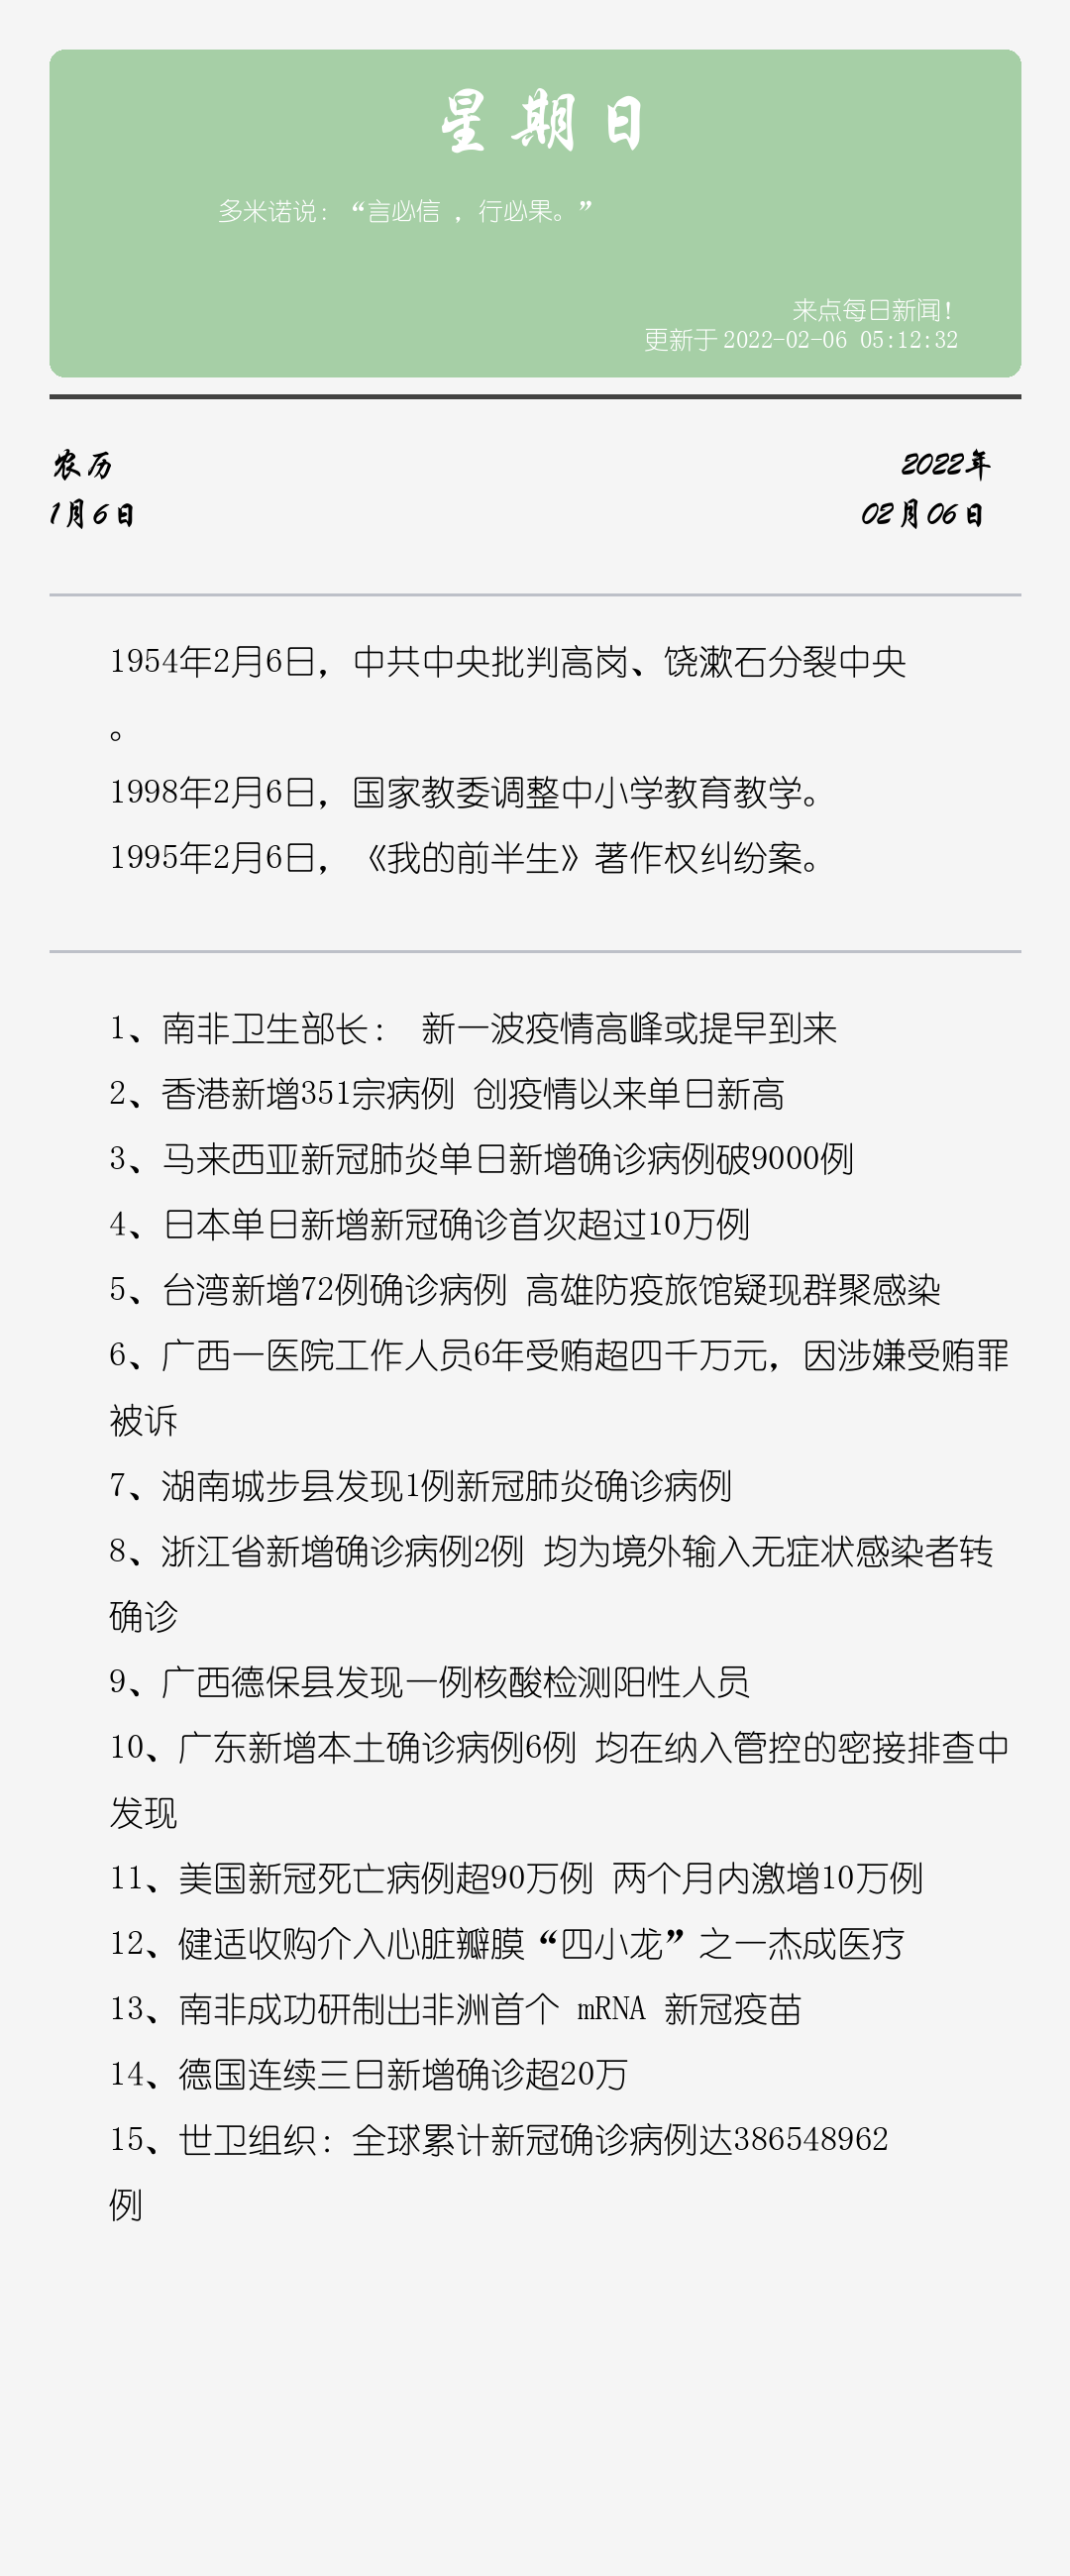 星期日
多米诺说：“言必信 ，行必果。”
来点每日新闻！
更新于 2022-02-06 05:12:32
农历
2022年
1月6日
02月06日
1954年2月6日，中共中央批判高岗、饶漱石分裂中央
。
1998年2月6日，国家教委调整中小学教育教学。
1995年2月6日，《我的前半生》著作权纠纷案。
1、南非卫生部长： 新一波疫情高峰或提早到来
2、香港新增351宗病例 创疫情以来单日新高
3、马来西亚新冠肺炎单日新增确诊病例破9000例
4、日本单日新增新冠确诊首次超过10万例
5、台湾新增72例确诊病例 高雄防疫旅馆疑现群聚感染
6、广西一医院工作人员6年受贿超四千万元，因涉嫌受贿罪
被诉
7、湖南城步县发现1例新冠肺炎确诊病例
8、浙江省新增确诊病例2例 均为境外输入无症状感染者转
确诊
9、广西德保县发现一例核酸检测阳性人员
10、广东新增本土确诊病例6例 均在纳入管控的密接排查中
发现
11、美国新冠死亡病例超90万例 两个月内激增10万例
12、健适收购介入心脏瓣膜“四小龙”之一杰成医疗
13、南非成功研制出非洲首个 mRNA 新冠疫苗
14、德国连续三日新增确诊超20万
15、世卫组织：全球累计新冠确诊病例达386548962
例